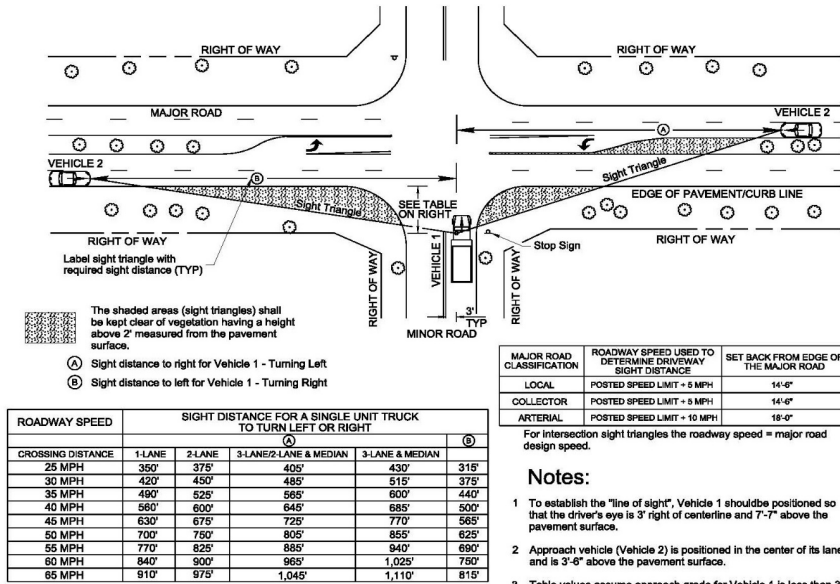 RIGHT OF WAY
RIGHT OF WAY
MAJOR ROAD
VEHICLE 2
A
VEHICLE 2
B
Sight Triangle
Sight Triangle
SEE TABLE
ON RIGHT
EDGE OF PAVEMENT/CURB LINE
RIGHT OF WAY
RIGHT OF WAY
Stop Sign
Label sight triangle with
required sight distance (TYP)
RIGHT OF WAY
VEHICLE 1
RIGHT OF WAY
3'
TYP
MINOR ROAD
The shaded areas (sight triangles) shall
be kept clear of vegetation having a height
above 2' measured from the pavement
surface.
A Sight distance to right for Vehicle 1 - Turning Left
B Sight distance to left for Vehicle 1 - Turning Right
MAJOR ROAD
CLASSIFICATION
ROADWAY SPEED USED TO
DETERMINE DRIVEWAY
SIGHT DISTANCE
SET BACK FROM EDGE OF
THE MAJOR ROAD
LOCAL POSTED SPEED LIMIT + 5 MPH 14'-6"
COLLECTOR POSTED SPEED LIMIT + 5 MPH 14'-6"
ARTERIAL POSTED SPEED LIMIT + 10 MPH 18'-0"
For intersection sight triangles the roadway speed = major road
design speed.
ROADWAY SPEED
SIGHT DISTANCE FOR A SINGLE UNIT TRUCK
TO TURN LEFT OR RIGHT
A B
CROSSING DISTANCE 1-LANE 2-LANE 3-LANE/2-LANE & MEDIAN 3-LANE & MEDIAN
25 MPH 350' 375' 405' 430' 315'
30 MPH 420' 450' 485' 515' 375'
35 MPH 490' 525' 565' 600' 440'
40 MPH 560' 600' 645' 685' 500'
45 MPH 630' 675' 725' 770' 565'
50 MPH 700' 750' 805' 855' 625'
55 MPH 770' 825' 885' 940' 690'
60 MPH 840' 900' 965' 1,025' 750'
65 MPH 910' 975' 1,045' 1,110' 815'
Notes:
1 To establish the "line of sight", Vehicle 1 shouldbe positioned so
that the driver's eye is 3' right of centerline and 7'-7" above the
pavement surface.
2 Approach vehicle (Vehicle 2) is positioned in the center of its lane
and is 3'-6" above the pavement surface.